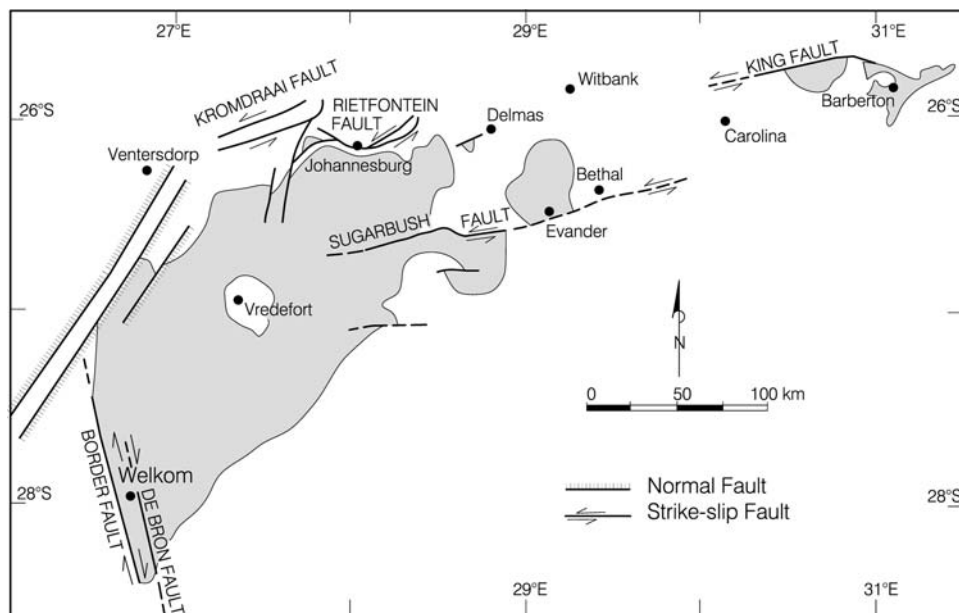 27°E
29°E
31°E
KING FAULT
Witbank
KROMDRAAI FAULT
Barberton
RIETFONTEIN
FAULT
26°S
26°S
Delmas
Carolina
Ventersdorp
Johannesburg
Bethal
SUGARBUSH FAULT
Evander
Vredefort
N
0 50 100 km
BORDER FAULT
Welkom
DE BRON FAULT
28°S
28°S
Normal Fault
Strike-slip Fault
29°E
31°E